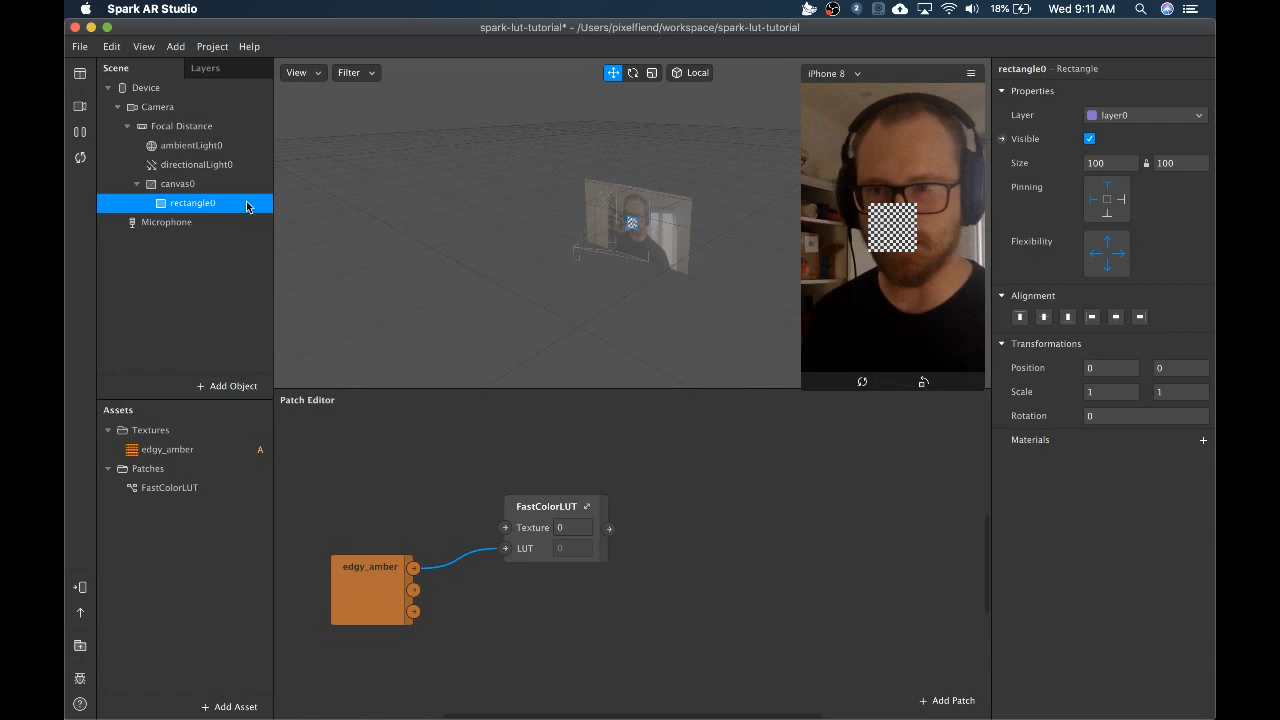 Spark AR Studio
18%
Wed 9:11 AM
spark-lut-tutorial* - /Users/pixelfiend/workspace/spark-lut-tutorial
File Edit View Add Project Help
Scene Layers
Device
Camera
Focal Distance
ambientLight0
directionalLight0
canvas0
rectangle0
Microphone
+ Add Object
Assets
Textures
edgy_amber A
Patches
FastColorLUT
+ Add Asset
View Filter
Local
iPhone 8
Patch Editor
FastColorLUT
Texture 0
LUT 0
edgy_amber
+ Add Patch
rectangle0 - Rectangle
Properties
Layer layer0
Visible
Size 100 100
Pinning
Flexibility
Alignment
Transformations
Position 0 0
Scale 1 1
Rotation 0
Materials +